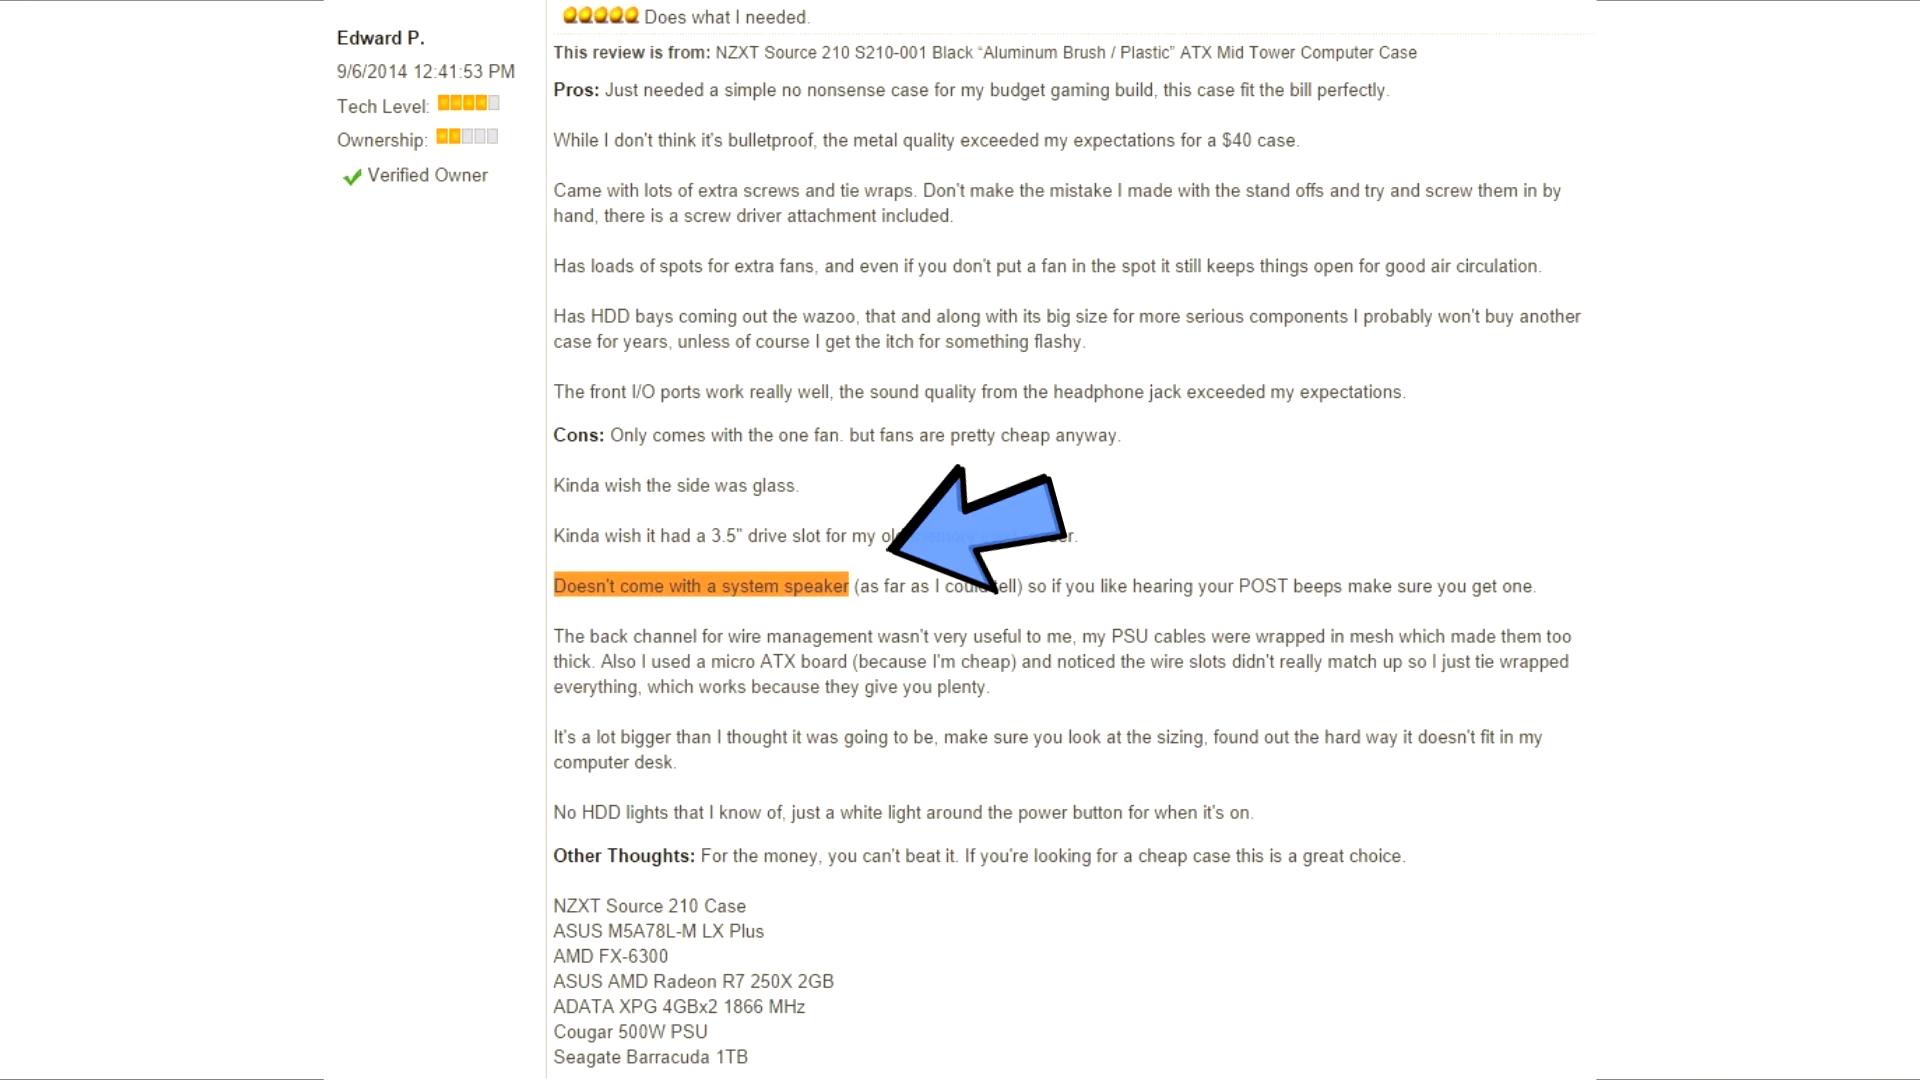 Does what I needed.
Edward P.
9/6/2014 12:41:53 PM
Tech Level:
Ownership:
Verified Owner
This review is from: NZXT Source 210 S210-001 Black “Aluminum Brush / Plastic” ATX Mid Tower Computer Case
Pros: Just needed a simple no nonsense case for my budget gaming build, this case fit the bill perfectly.
While I don't think it's bulletproof, the metal quality exceeded my expectations for a $40 case.
Came with lots of extra screws and tie wraps. Don't make the mistake I made with the stand offs and try and screw them in by
hand, there is a screw driver attachment included.
Has loads of spots for extra fans, and even if you don't put a fan in the spot it still keeps things open for good air circulation.
Has HDD bays coming out the wazoo, that and along with its big size for more serious components I probably won't buy another
case for years, unless of course I get the itch for something flashy.
The front I/O ports work really well, the sound quality from the headphone jack exceeded my expectations.
Cons: Only comes with the one fan. but fans are pretty cheap anyway.
Kinda wish the side was glass.
Kinda wish it had a 3.5" drive slot for my
Doesn't come with a system speaker (as far as I could tell) so if you like hearing your POST beeps make sure you get one.
The back channel for wire management wasn't very useful to me, my PSU cables were wrapped in mesh which made them too
thick. Also I used a micro ATX board (because I'm cheap) and noticed the wire slots didn't really match up so I just tie wrapped
everything, which works because they give you plenty.
It's a lot bigger than I thought it was going to be, make sure you look at the sizing, found out the hard way it doesn't fit in my
computer desk.
No HDD lights that I know of, just a white light around the power button for when it's on.
Other Thoughts: For the money, you can't beat it. If you're looking for a cheap case this is a great choice.
NZXT Source 210 Case
ASUS M5A78L-M LX Plus
AMD FX-6300
ASUS AMD Radeon R7 250X 2GB
ADATA XPG 4GBx2 1866 MHz
Cougar 500W PSU
Seagate Barracuda 1TB